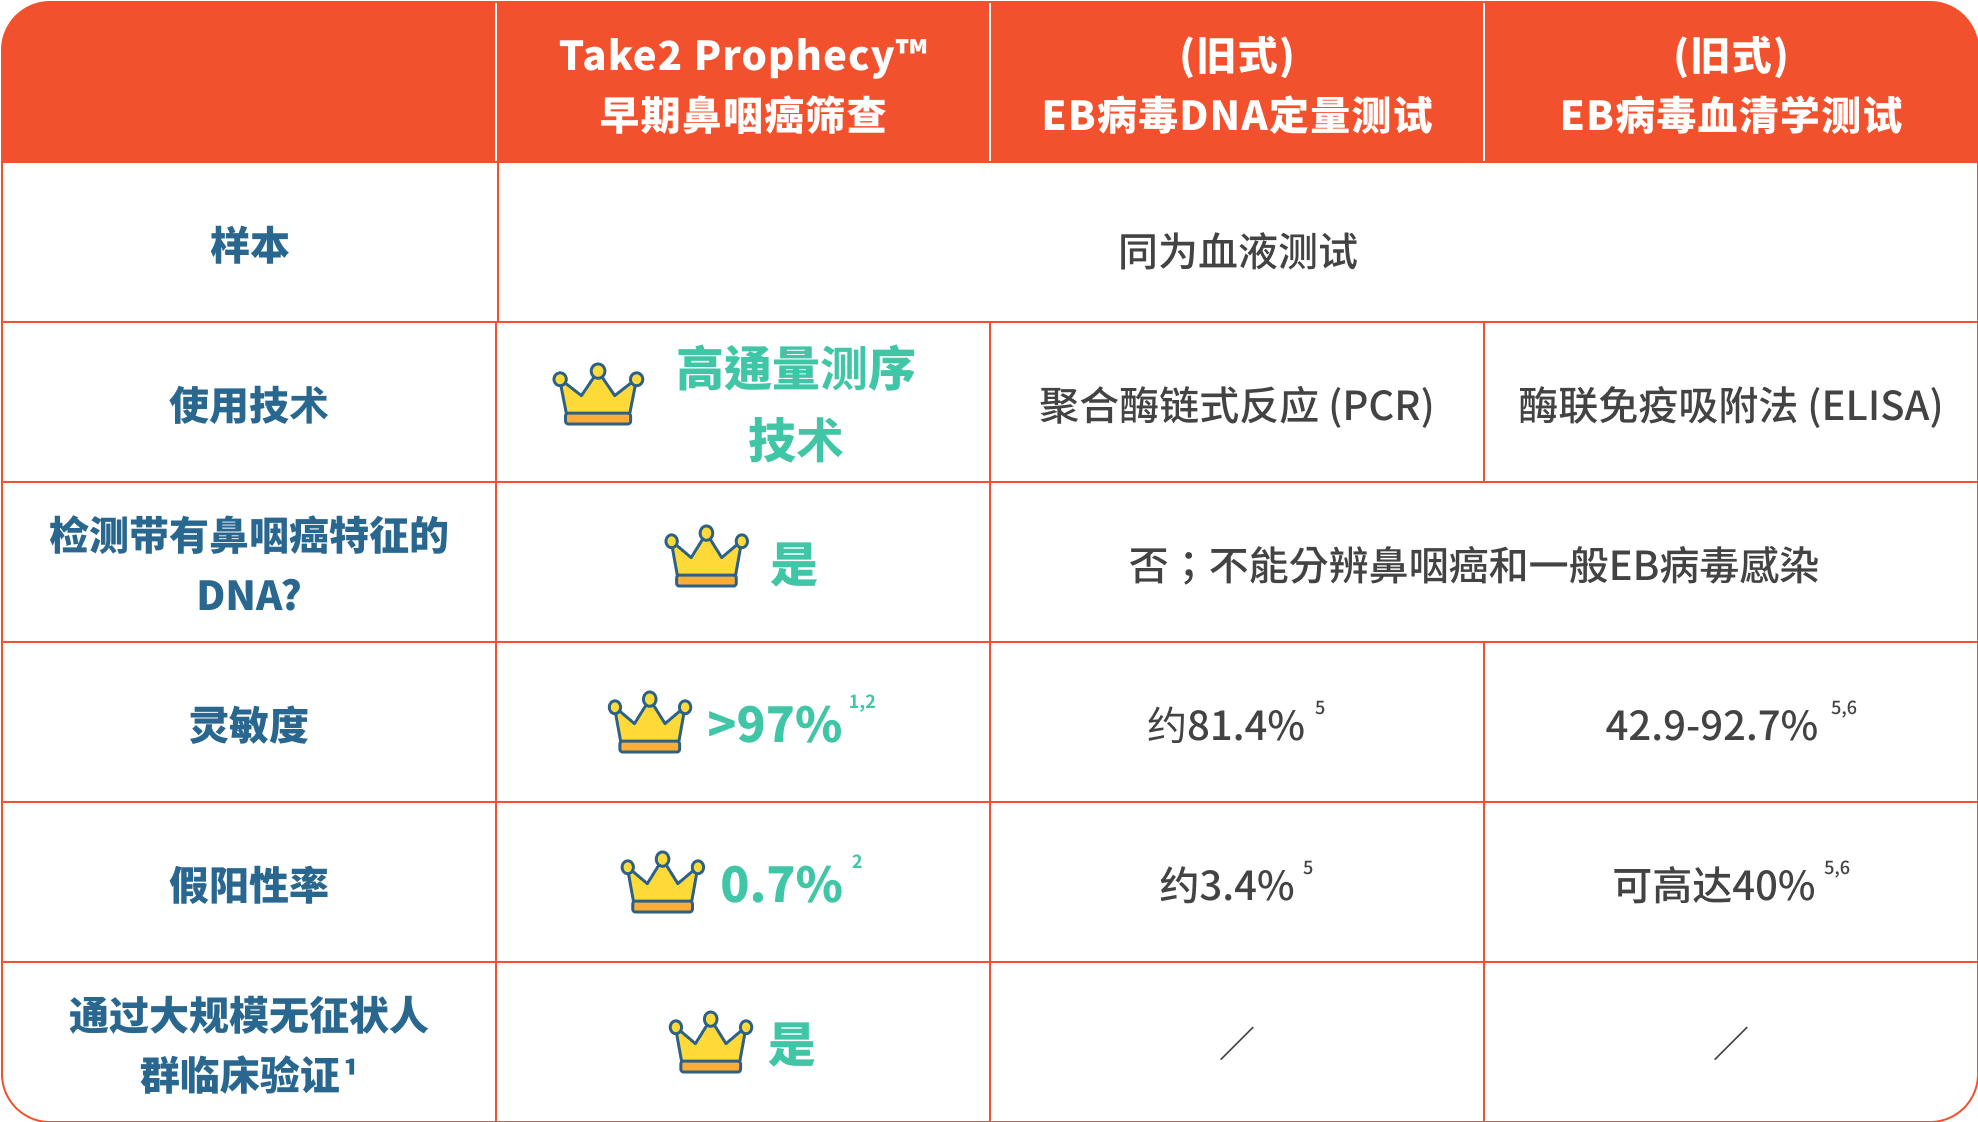 Take2 Prophecy™
早期鼻咽癌筛查
(旧式)
EB病毒DNA定量测试
(旧式)
EB病毒血清学测试
样本
同为血液测试
使用技术
高通量测序
技术
聚合酶链式反应 (PCR)
酶联免疫吸附法 (ELISA)
检测带有鼻咽癌特征的
DNA?
是
否；不能分辨鼻咽癌和一般EB病毒感染
灵敏度
>97% 1,2
约81.4% 5
42.9-92.7% 5,6
假阳性率
0.7% 2
约3.4% 5
可高达40% 5,6
通过大规模无征状人
群临床验证1
是
／
／